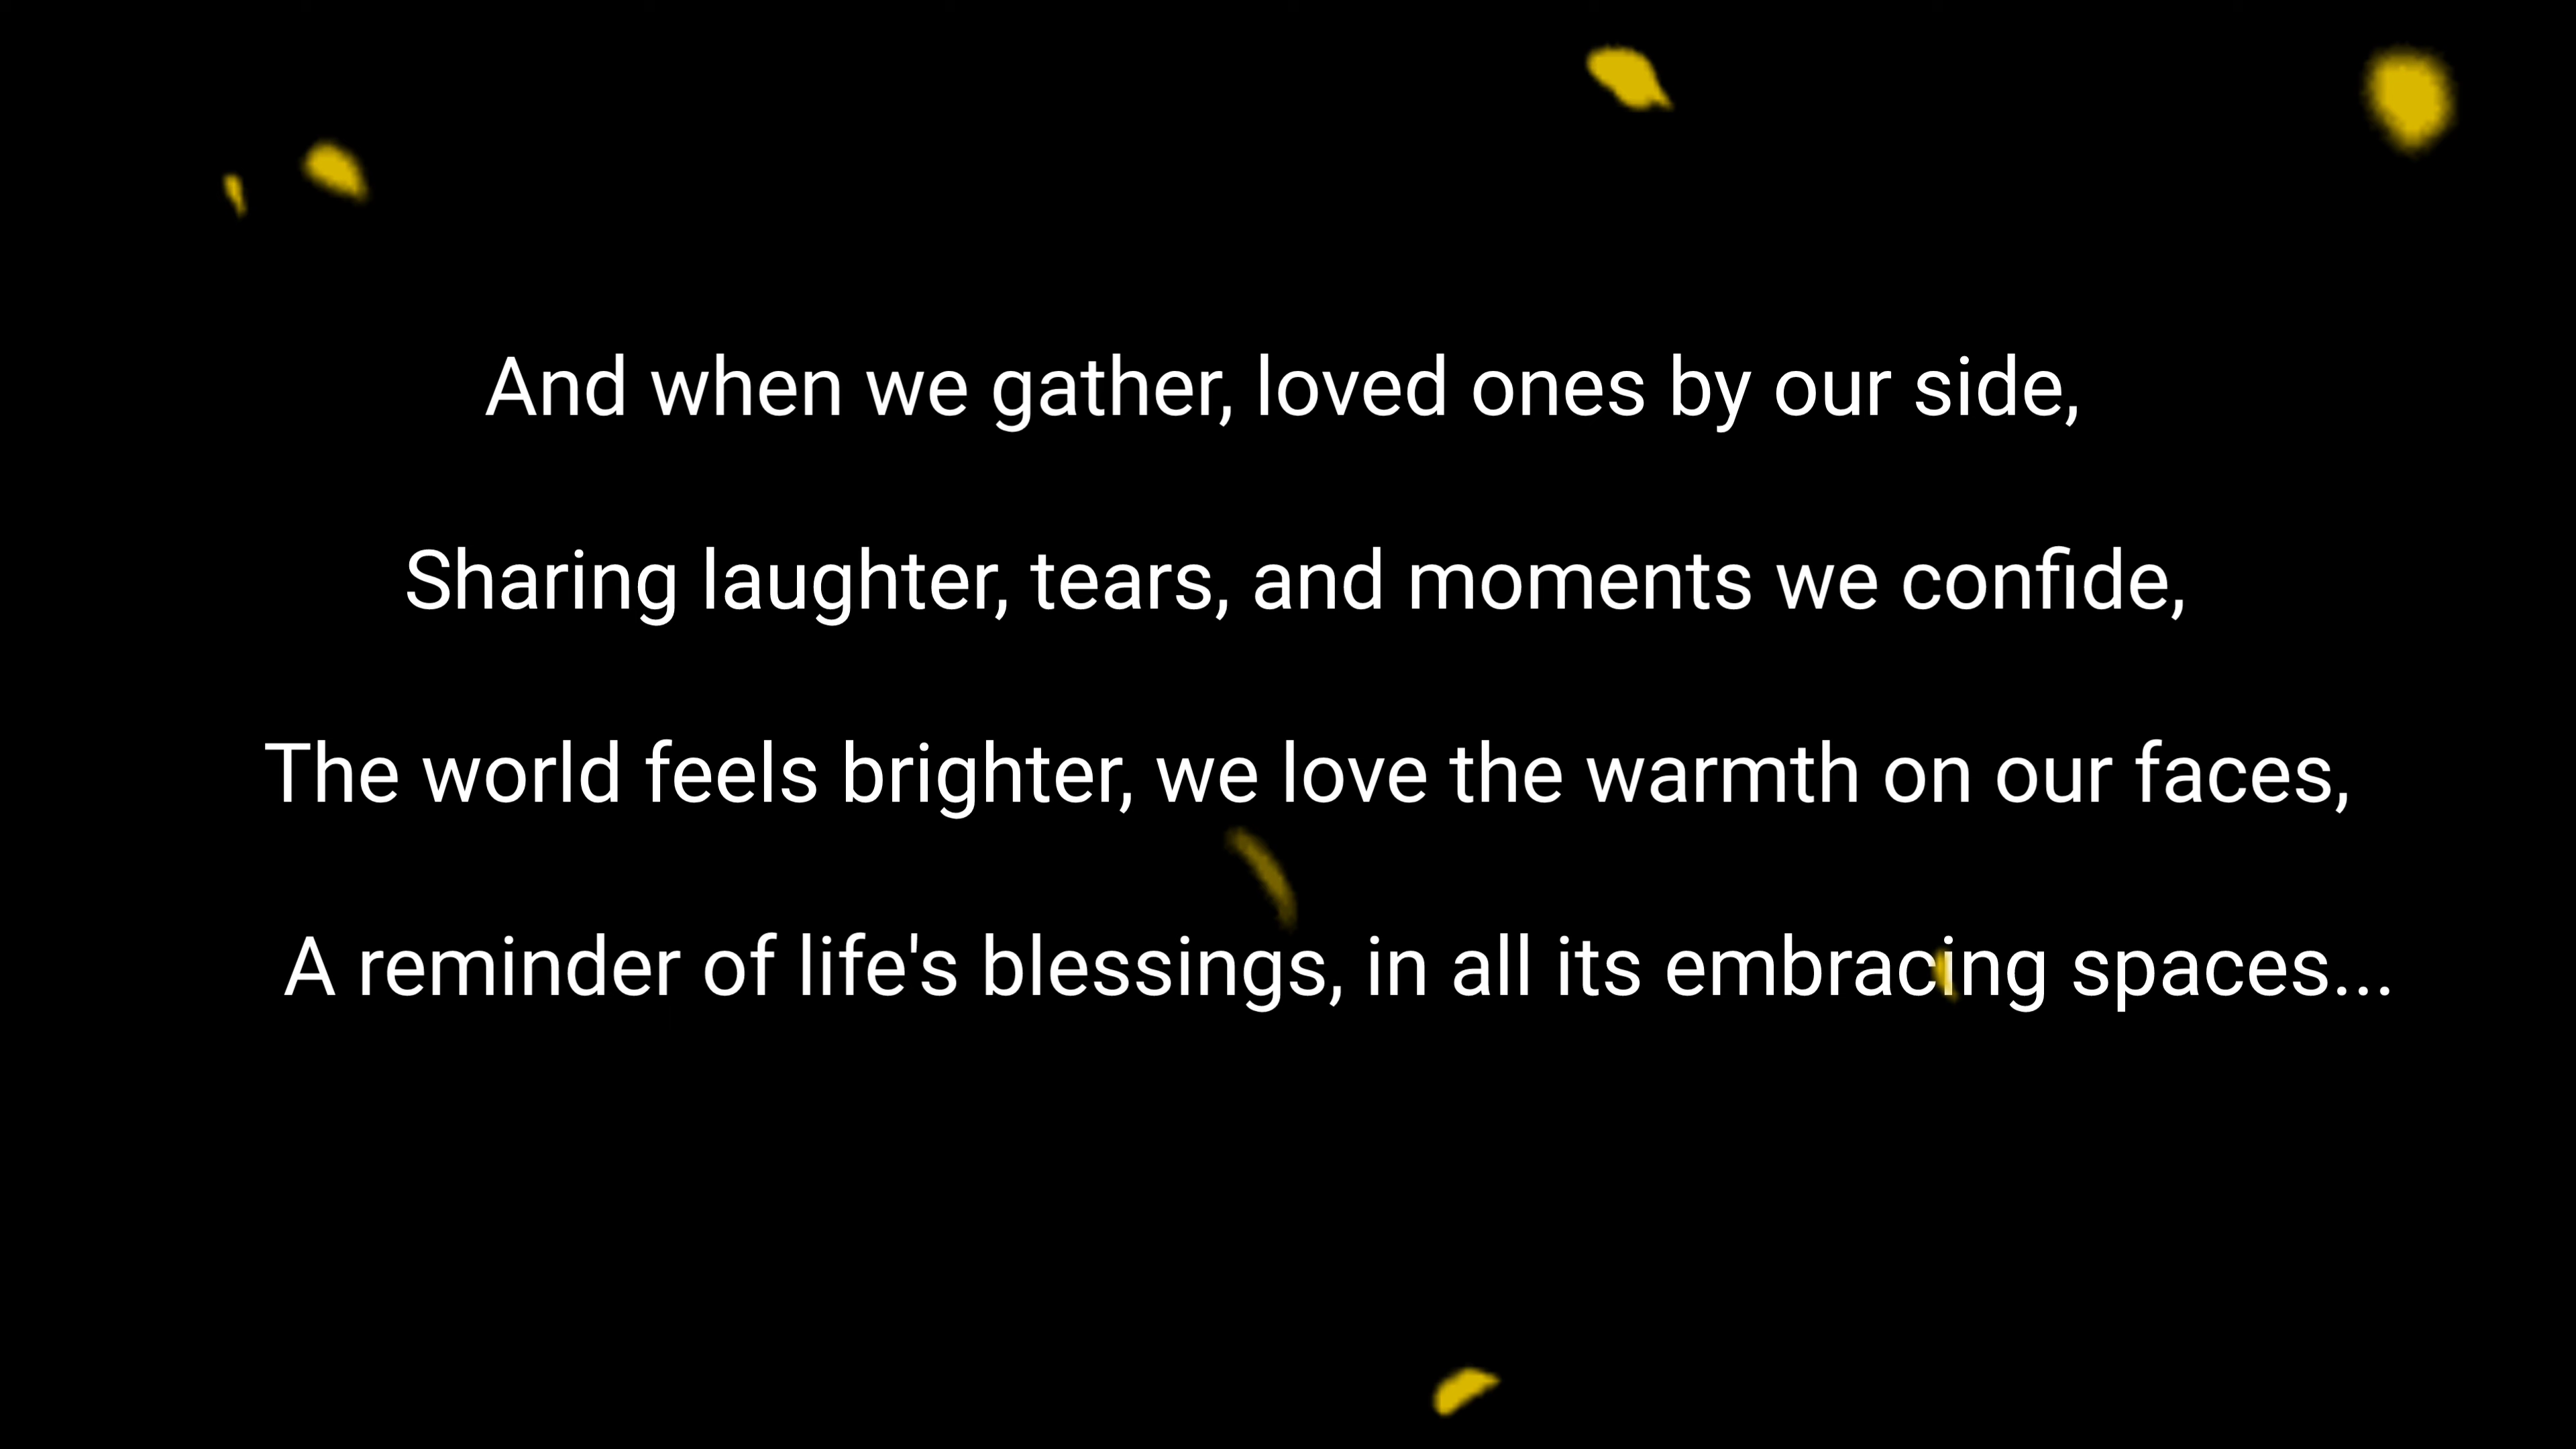 And when we gather, loved ones by our side,
Sharing laughter, tears, and moments we confide,
The world feels brighter, we love the warmth on our faces,
A reminder of life's blessings, in all its embracing spaces...